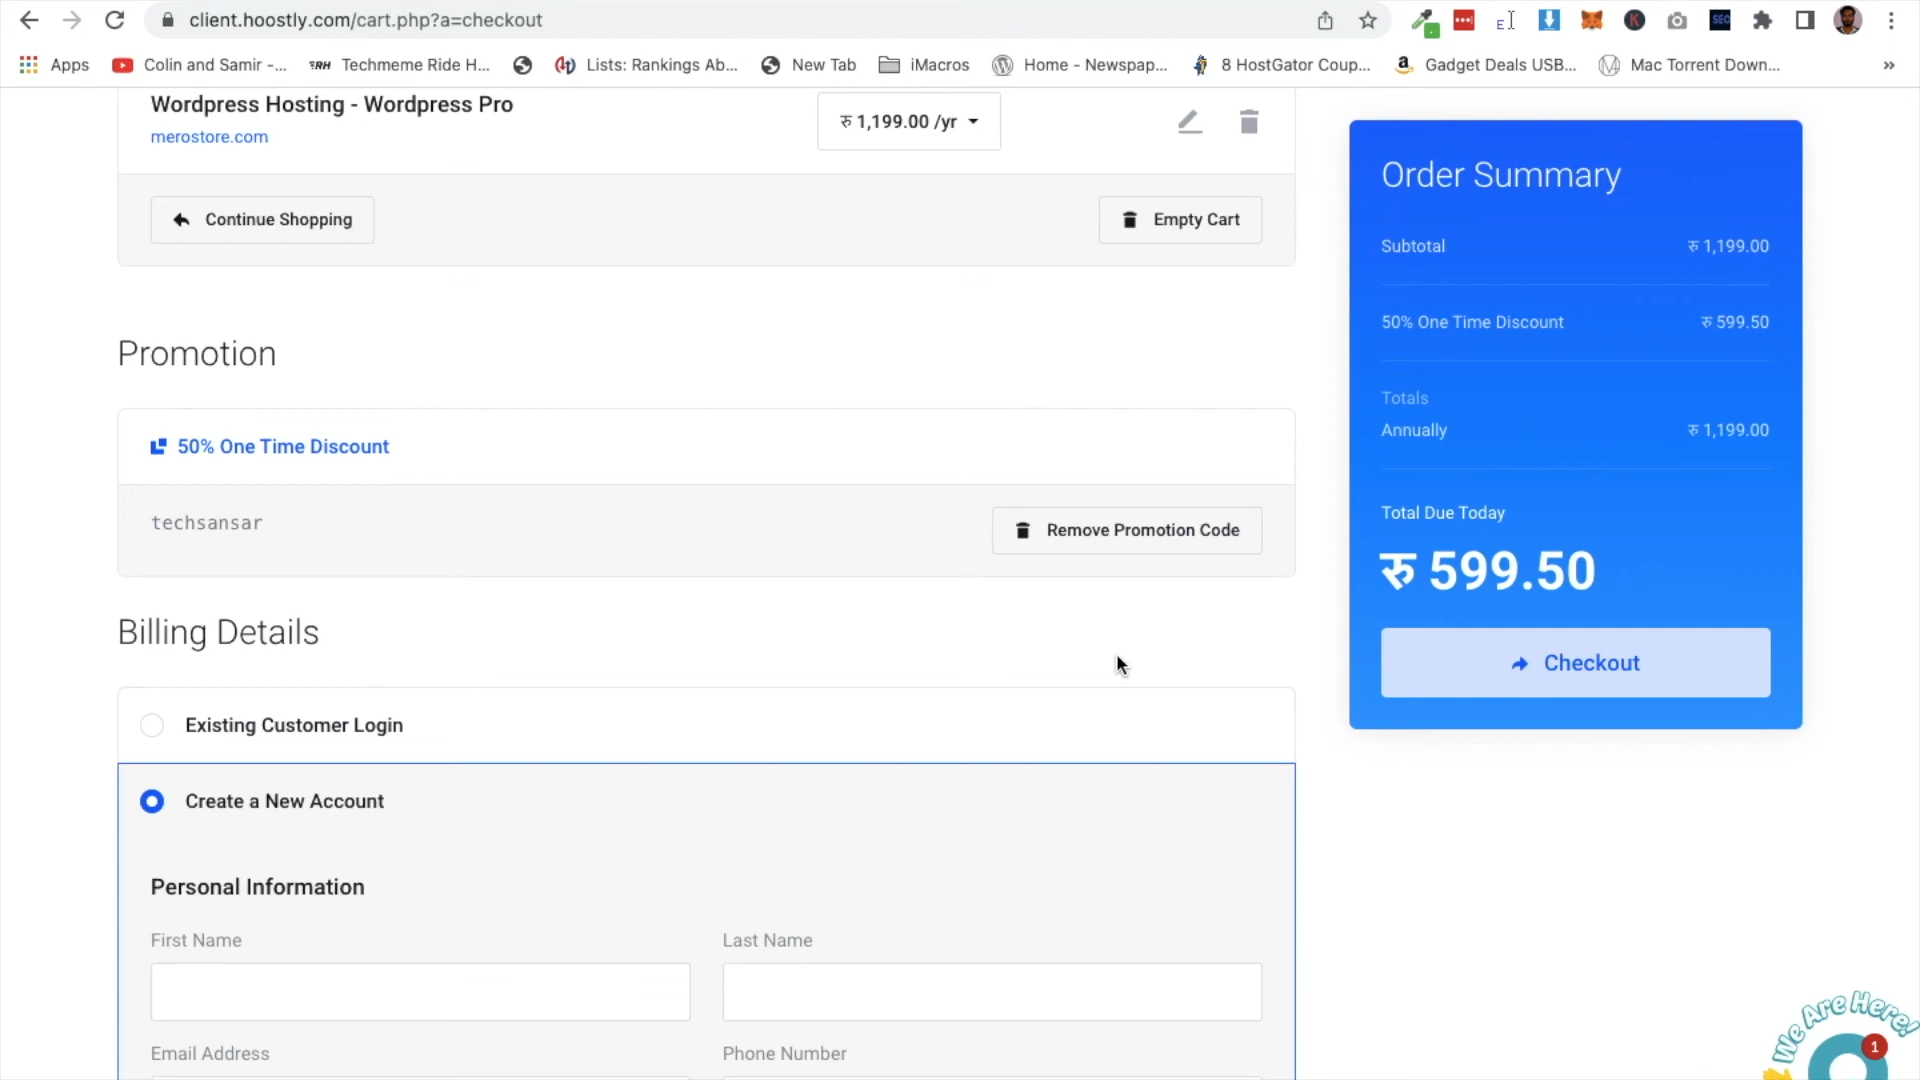 client.hoostly.com/cart.php?a=checkout
Apps
Colin and Samir -...
Techmeme Ride H...
Lists: Rankings Ab...
New Tab
iMacros
Home - Newspap...
8 HostGator Coup...
Gadget Deals USB...
Mac Torrent Down...
»
Wordpress Hosting - Wordpress Pro
merostore.com
रु 1,199.00 /yr
Continue Shopping
Empty Cart
Promotion
50% One Time Discount
techsansar
Remove Promotion Code
Billing Details
Existing Customer Login
Create a New Account
Personal Information
First Name
Last Name
Email Address
Phone Number
Order Summary
Subtotal
रु 1,199.00
50% One Time Discount
रु 599.50
Totals
Annually
रु 1,199.00
Total Due Today
रु 599.50
Checkout
We Are Here!
1